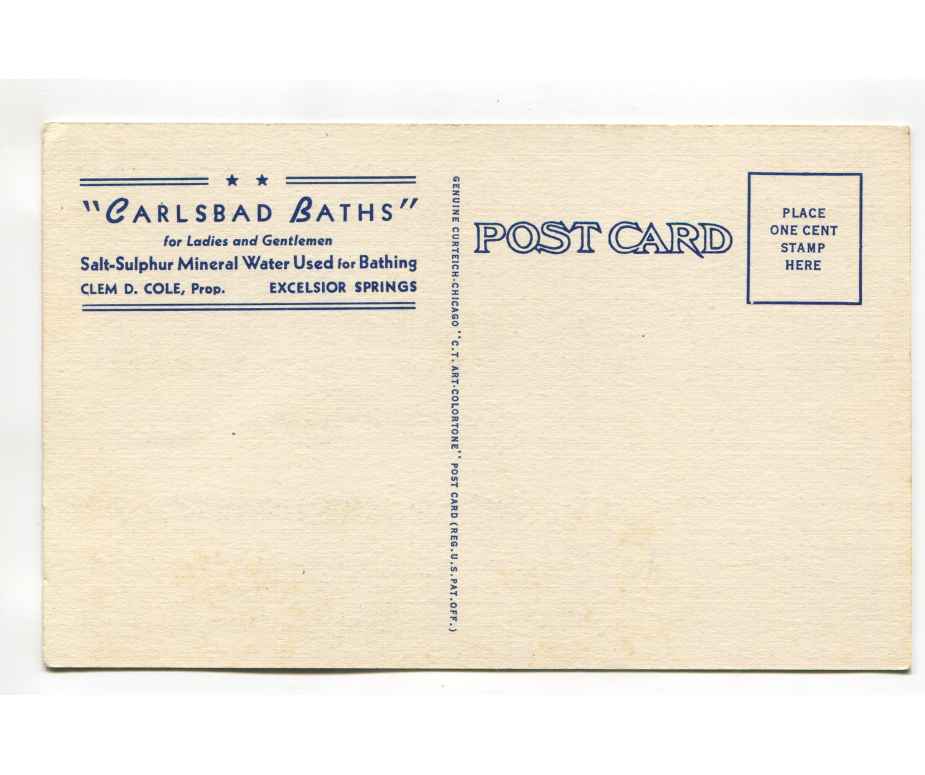 "CARLSBAD BATHS"
for Ladies and Gentlemen
Salt-Sulphur Mineral Water Used for Bathing
CLEM D. COLE, Prop. EXCELSIOR SPRINGS
GENUINE CURTEICH-CHICAGO "C.T. ART-COLORTONE" POST CARD (REG. U.S. PAT. OFF.)
POST CARD
PLACE
ONE CENT
STAMP
HERE